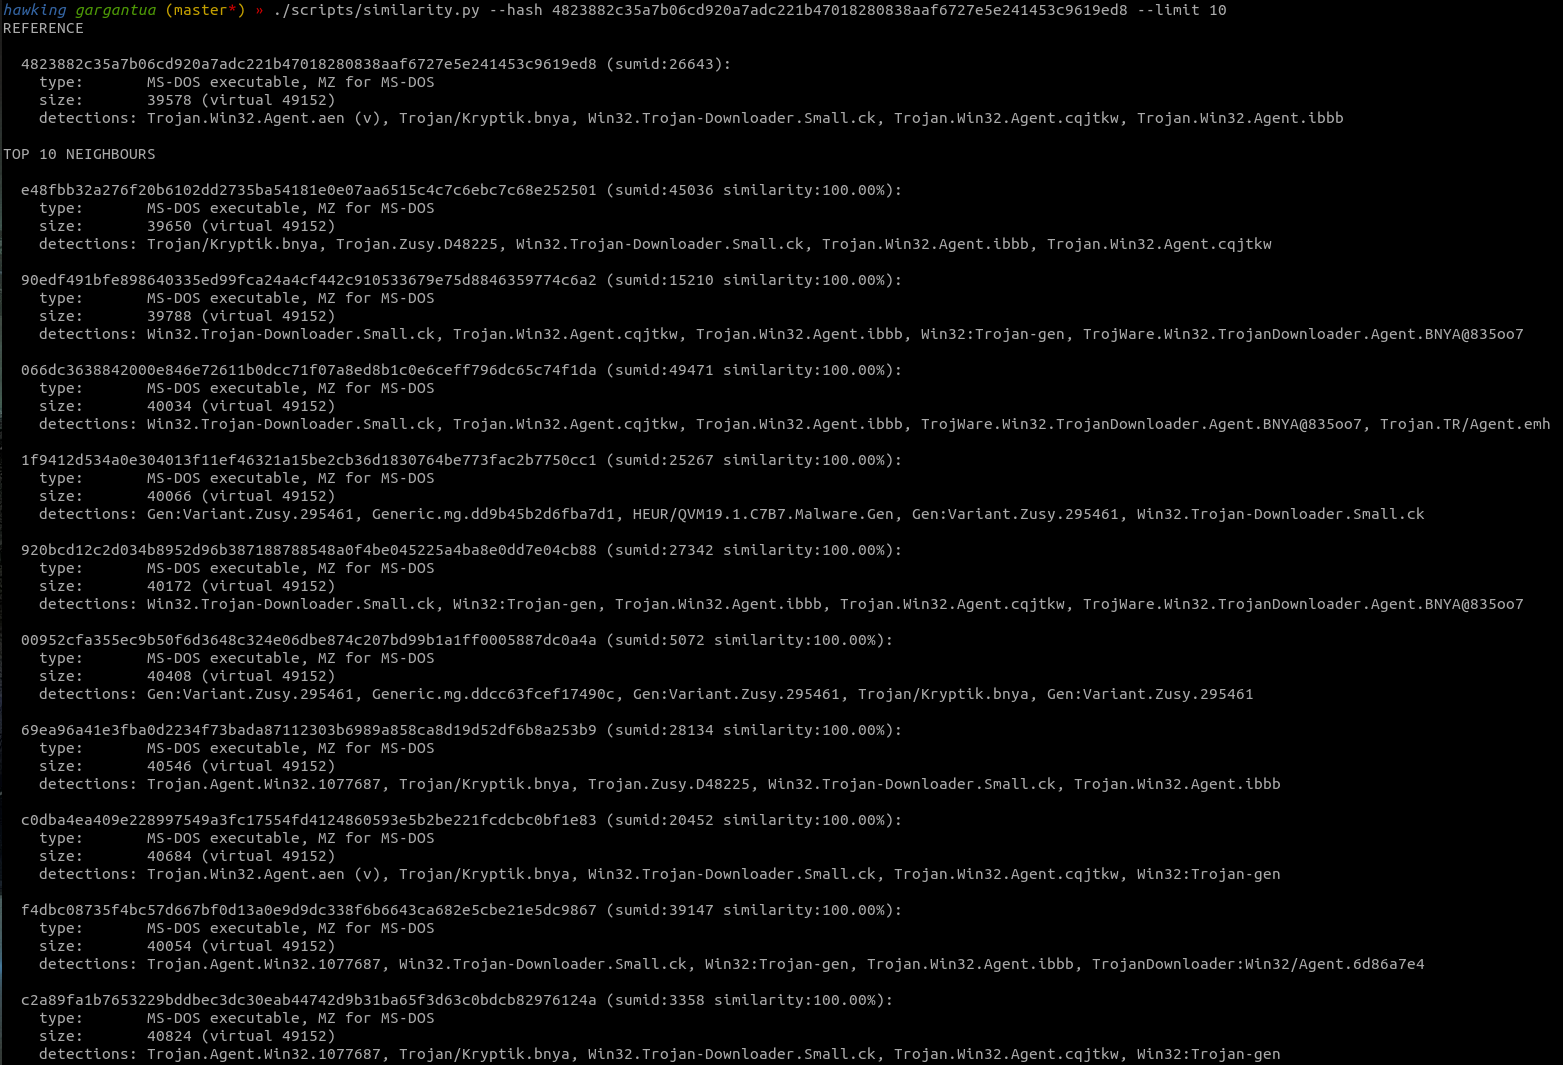 hawking gargantua (master*) » ./scripts/similarity.py --hash 4823882c35a7b06cd920a7adc221b47018280838aaf6727e5e241453c9619ed8 --limit 10
REFERENCE
4823882c35a7b06cd920a7adc221b47018280838aaf6727e5e241453c9619ed8 (sumid:26643):
type: MS-DOS executable, MZ for MS-DOS
size: 39578 (virtual 49152)
detections: Trojan.Win32.Agent.aen (v), Trojan/Kryptik.bnya, Win32.Trojan-Downloader.Small.ck, Trojan.Win32.Agent.cqjtkw, Trojan.Win32.Agent.ibbb
TOP 10 NEIGHBOURS
e48fbb32a276f20b6102dd2735ba54181e0e07aa6515c4c7c6ebc7c68e252501 (sumid:45036 similarity:100.00%):
type: MS-DOS executable, MZ for MS-DOS
size: 39650 (virtual 49152)
detections: Trojan/Kryptik.bnya, Trojan.Zusy.D48225, Win32.Trojan-Downloader.Small.ck, Trojan.Win32.Agent.ibbb, Trojan.Win32.Agent.cqjtkw
90edf491bfe898640335ed99fca24a4cf442c910533679e75d8846359774c6a2 (sumid:15210 similarity:100.00%):
type: MS-DOS executable, MZ for MS-DOS
size: 39788 (virtual 49152)
detections: Win32.Trojan-Downloader.Small.ck, Trojan.Win32.Agent.cqjtkw, Trojan.Win32.Agent.ibbb, Win32:Trojan-gen, TrojWare.Win32.TrojanDownloader.Agent.BNYA@835oo7
066dc3638842000e846e72611b0dcc71f07a8ed8b1c0e6ceff796dc65c74f1da (sumid:49471 similarity:100.00%):
type: MS-DOS executable, MZ for MS-DOS
size: 40034 (virtual 49152)
detections: Win32.Trojan-Downloader.Small.ck, Trojan.Win32.Agent.cqjtkw, Trojan.Win32.Agent.ibbb, TrojWare.Win32.TrojanDownloader.Agent.BNYA@835oo7, Trojan.TR/Agent.emh
1f9412d534a0e304013f11ef46321a15be2cb36d1830764be773fac2b7750cc1 (sumid:25267 similarity:100.00%):
type: MS-DOS executable, MZ for MS-DOS
size: 40066 (virtual 49152)
detections: Gen:Variant.Zusy.295461, Generic.mg.dd9b45b2d6fba7d1, HEUR/QVM19.1.C7B7.Malware.Gen, Gen:Variant.Zusy.295461, Win32.Trojan-Downloader.Small.ck
920bcd12c2d034b8952d96b387188788548a0f4be045225a4ba8e0dd7e04cb88 (sumid:27342 similarity:100.00%):
type: MS-DOS executable, MZ for MS-DOS
size: 40172 (virtual 49152)
detections: Win32.Trojan-Downloader.Small.ck, Win32:Trojan-gen, Trojan.Win32.Agent.ibbb, Trojan.Win32.Agent.cqjtkw, TrojWare.Win32.TrojanDownloader.Agent.BNYA@835oo7
00952cfa355ec9b50f6d3648c324e06dbe874c207bd99b1a1ff0005887dc0a4a (sumid:5072 similarity:100.00%):
type: MS-DOS executable, MZ for MS-DOS
size: 40408 (virtual 49152)
detections: Gen:Variant.Zusy.295461, Generic.mg.ddcc63fcef17490c, Gen:Variant.Zusy.295461, Trojan/Kryptik.bnya, Gen:Variant.Zusy.295461
69ea96a41e3fba0d2234f73bada87112303b6989a858ca8d19d52df6b8a253b9 (sumid:28134 similarity:100.00%):
type: MS-DOS executable, MZ for MS-DOS
size: 40546 (virtual 49152)
detections: Trojan.Agent.Win32.1077687, Trojan/Kryptik.bnya, Trojan.Zusy.D48225, Win32.Trojan-Downloader.Small.ck, Trojan.Win32.Agent.ibbb
c0dba4ea409e228997549a3fc17554fd4124860593e5b2be221fcdcbc0bf1e83 (sumid:20452 similarity:100.00%):
type: MS-DOS executable, MZ for MS-DOS
size: 40684 (virtual 49152)
detections: Trojan.Win32.Agent.aen (v), Trojan/Kryptik.bnya, Win32.Trojan-Downloader.Small.ck, Trojan.Win32.Agent.cqjtkw, Win32:Trojan-gen
f4dbc08735f4bc57d667bf0d13a0e9d9dc338f6b6643ca682e5cbe21e5dc9867 (sumid:39147 similarity:100.00%):
type: MS-DOS executable, MZ for MS-DOS
size: 40054 (virtual 49152)
detections: Trojan.Agent.Win32.1077687, Win32.Trojan-Downloader.Small.ck, Win32:Trojan-gen, Trojan.Win32.Agent.ibbb, TrojanDownloader:Win32/Agent.6d86a7e4
c2a89fa1b7653229bddbec3dc30eab44742d9b31ba65f3d63c0bdcb82976124a (sumid:3358 similarity:100.00%):
type: MS-DOS executable, MZ for MS-DOS
size: 40824 (virtual 49152)
detections: Trojan.Agent.Win32.1077687, Trojan/Kryptik.bnya, Win32.Trojan-Downloader.Small.ck, Trojan.Win32.Agent.cqjtkw, Win32:Trojan-gen